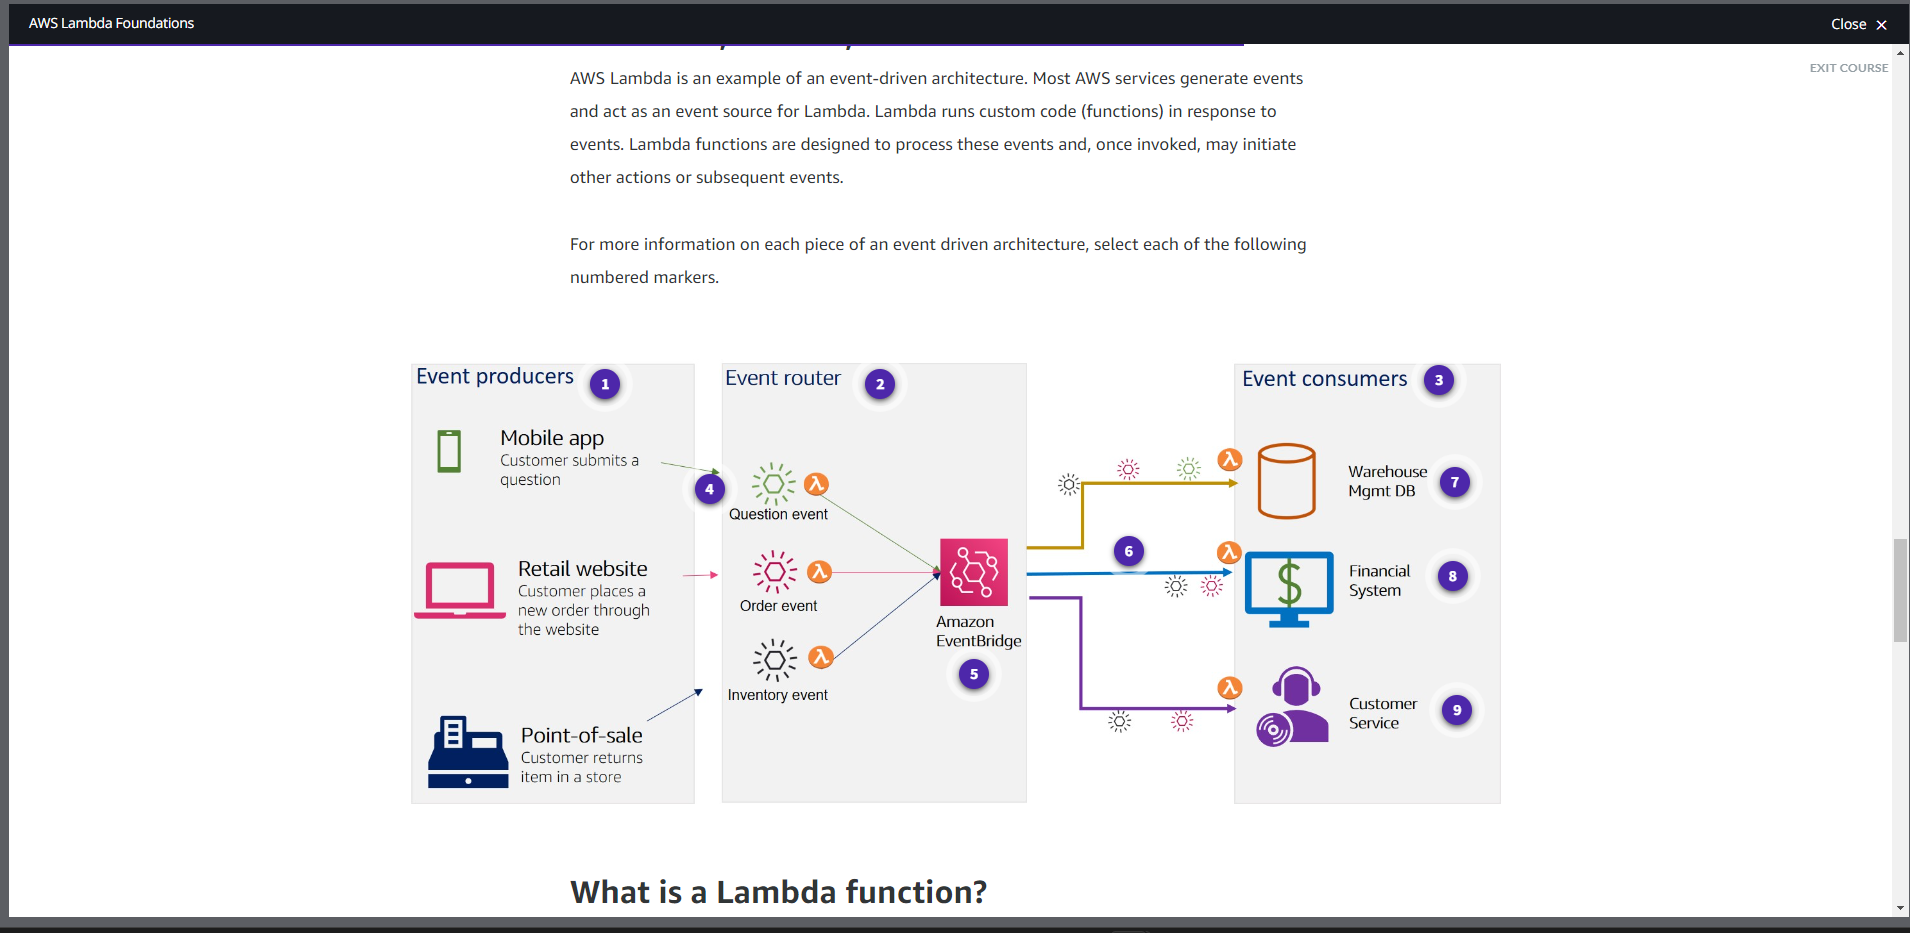 AWS Lambda Foundations
Close
EXIT COURSE
AWS Lambda is an example of an event-driven architecture. Most AWS services generate events
and act as an event source for Lambda. Lambda runs custom code (functions) in response to
events. Lambda functions are designed to process these events and, once invoked, may initiate
other actions or subsequent events.
For more information on each piece of an event driven architecture, select each of the following
numbered markers.
Event producers
1
Mobile app
Customer submits a
question
4
Retail website
Customer places a
new order through
the website
Point-of-sale
Customer returns
item in a store
Event router
2
Question event
Order event
Inventory event
Amazon
EventBridge
5
6
Event consumers
3
Warehouse
Mgmt DB
7
Financial
System
8
Customer
Service
9
What is a Lambda function?